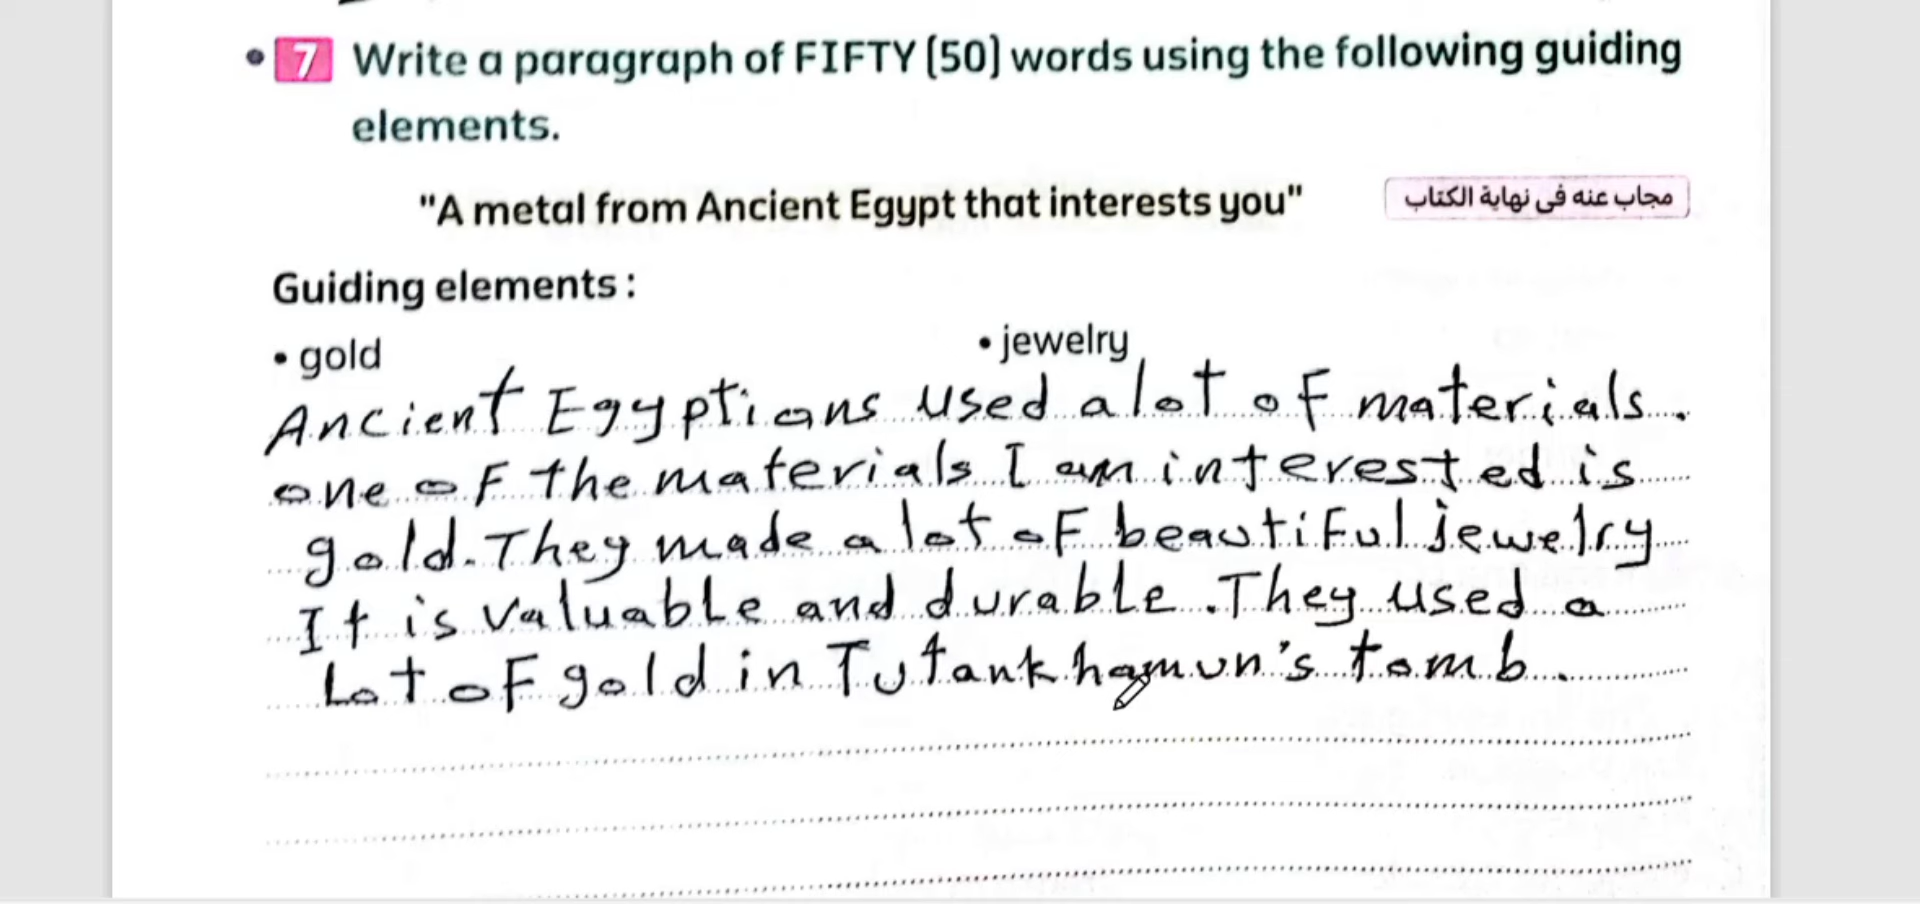 • 7 Write a paragraph of FIFTY (50) words using the following guiding
elements.
"A metal from Ancient Egypt that interests you"
مجاب عنه فى نهاية الكتاب
Guiding elements :
• gold
• jewelry
Ancient Egyptians used a lot of materials.
one of the materials I am interested is
gold. They made a lot of beautiful jewelry
It is valuable and durable. They used a
Lot of gold in Tutankhamun's tomb.